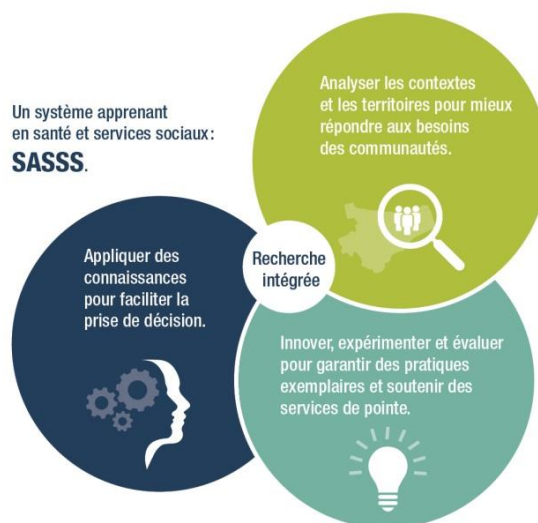 Un système apprenant
en santé et services sociaux :
SASSS.
Analyser les contextes
et les territoires pour mieux
répondre aux besoins
des communautés.
Appliquer des
connaissances
pour faciliter la
prise de décision.
Recherche
intégrée
Innover, expérimenter et évaluer
pour garantir des pratiques
exemplaires et soutenir des
services de pointe.